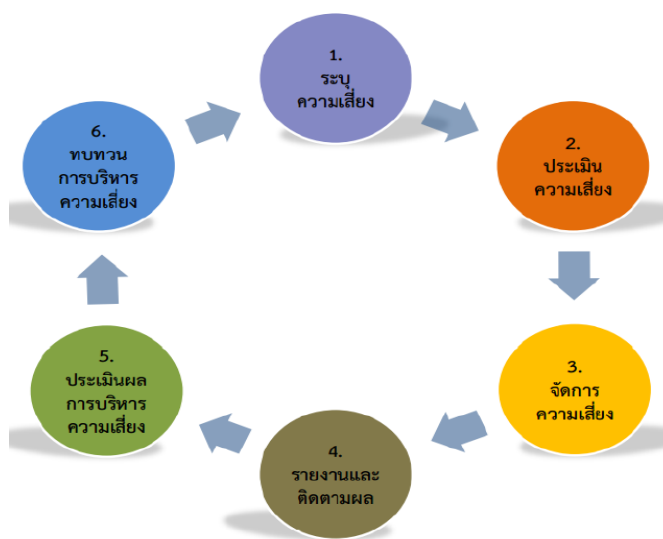 1.
ระบุ
ความเสี่ยง
2.
ประเมิน
ความเสี่ยง
3.
จัดการ
ความเสี่ยง
4.
รายงานและ
ติดตามผล
5.
ประเมินผล
การบริหาร
ความเสี่ยง
6.
ทบทวน
การบริหาร
ความเสี่ยง